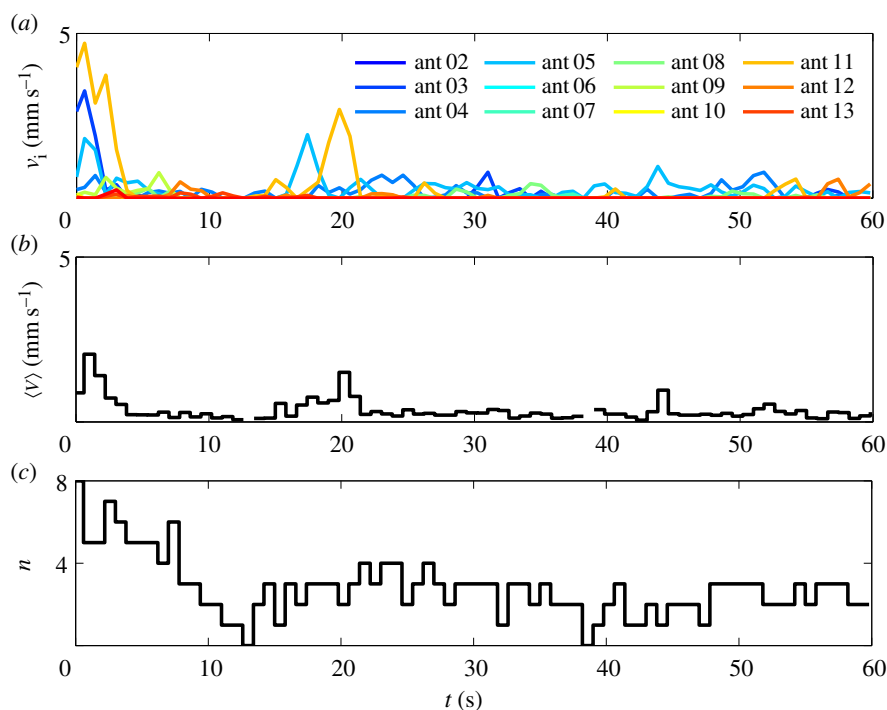 (a)
5
v_i (mm s⁻¹)
ant 02 ant 05 ant 08 ant 11
ant 03 ant 06 ant 09 ant 12
ant 04 ant 07 ant 10 ant 13
0 10 20 30 40 50 60
(b)
5
⟨V⟩ (mm s⁻¹)
0 10 20 30 40 50 60
(c)
8
n
4
0 10 20 30 40 50 60
t (s)